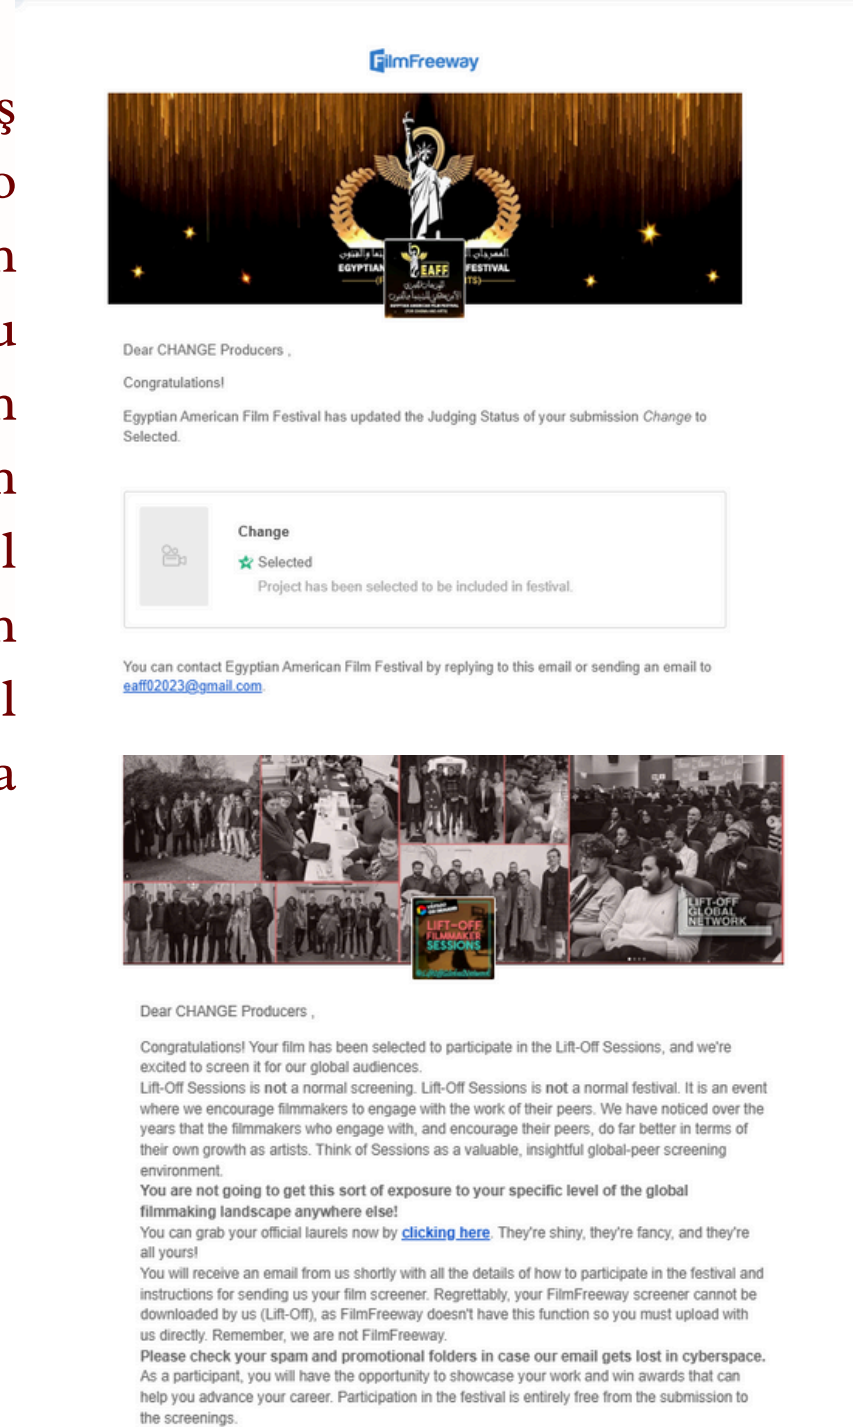 FilmFreeway
ş
o
n
u
n
n
l
n
l
a
EGYPTIAN
FESTIVAL
EAFF
Dear CHANGE Producers ,
Congratulations!
Egyptian American Film Festival has updated the Judging Status of your submission Change to
Selected.
Change
Selected
Project has been selected to be included in festival.
You can contact Egyptian American Film Festival by replying to this email or sending an email to
eaff02023@gmail.com.
LIFT-OFF
GLOBAL
NETWORK
LIFT-OFF
FILMMAKER
SESSIONS
Dear CHANGE Producers ,
Congratulations! Your film has been selected to participate in the Lift-Off Sessions, and we're
excited to screen it for our global audiences.
Lift-Off Sessions is not a normal screening. Lift-Off Sessions is not a normal festival. It is an event
where we encourage filmmakers to engage with the work of their peers. We have noticed over the
years that the filmmakers who engage with, and encourage their peers, do far better in terms of
their own growth as artists. Think of Sessions as a valuable, insightful global-peer screening
environment.
You are not going to get this sort of exposure to your specific level of the global
filmmaking landscape anywhere else!
You can grab your official laurels now by clicking here. They're shiny, they're fancy, and they're
all yours!
You will receive an email from us shortly with all the details of how to participate in the festival and
instructions for sending us your film screener. Regrettably, your FilmFreeway screener cannot be
downloaded by us (Lift-Off), as FilmFreeway doesn't have this function so you must upload with
us directly. Remember, we are not FilmFreeway.
Please check your spam and promotional folders in case our email gets lost in cyberspace.
As a participant, you will have the opportunity to showcase your work and win awards that can
help you advance your career. Participation in the festival is entirely free from the submission to
the screenings.